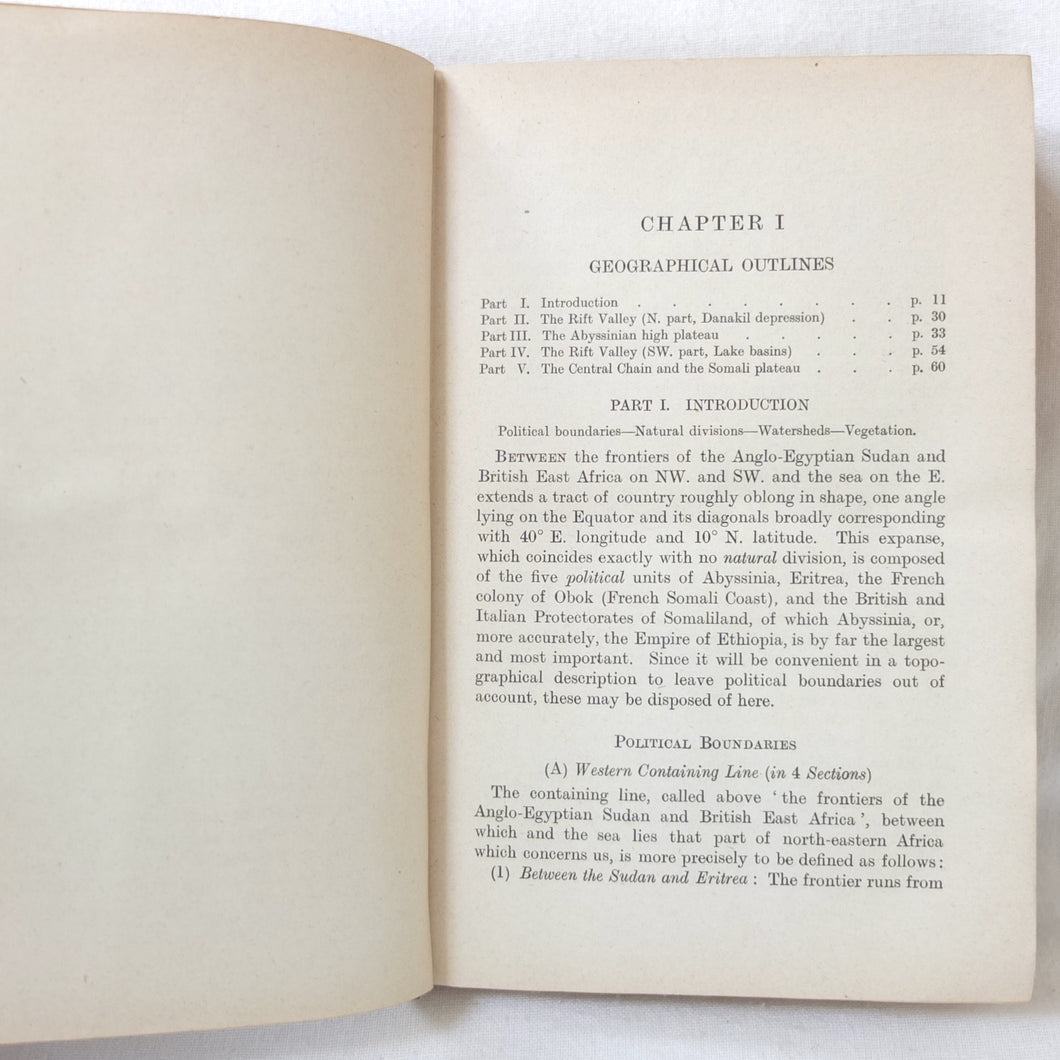 CHAPTER I
GEOGRAPHICAL OUTLINES
Part I. Introduction . . . . . . . . p. 11
Part II. The Rift Valley (N. part, Danakil depression) . . p. 30
Part III. The Abyssinian high plateau . . . . . p. 33
Part IV. The Rift Valley (SW. part, Lake basins) . . . p. 54
Part V. The Central Chain and the Somali plateau . . . p. 60
PART I. INTRODUCTION
Political boundaries—Natural divisions—Watersheds—Vegetation.
BETWEEN the frontiers of the Anglo-Egyptian Sudan and
British East Africa on NW. and SW. and the sea on the E.
extends a tract of country roughly oblong in shape, one angle
lying on the Equator and its diagonals broadly corresponding
with 40° E. longitude and 10° N. latitude. This expanse,
which coincides exactly with no natural division, is composed
of the five political units of Abyssinia, Eritrea, the French
colony of Obok (French Somali Coast), and the British and
Italian Protectorates of Somaliland, of which Abyssinia, or,
more accurately, the Empire of Ethiopia, is by far the largest
and most important. Since it will be convenient in a topo-
graphical description to leave political boundaries out of
account, these may be disposed of here.
POLITICAL BOUNDARIES
(A) Western Containing Line (in 4 Sections)
The containing line, called above ‘ the frontiers of the
Anglo-Egyptian Sudan and British East Africa ’, between
which and the sea lies that part of north-eastern Africa
which concerns us, is more precisely to be defined as follows:
(1) Between the Sudan and Eritrea : The frontier runs from